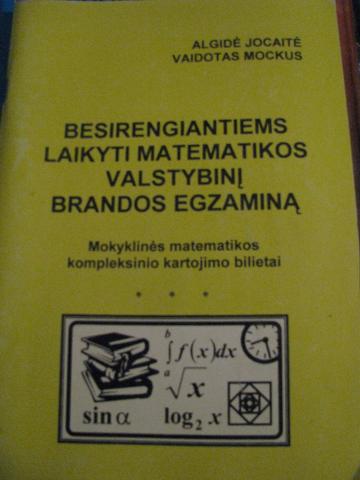 ALGIDĖ JOCAITĖ
VAIDOTAS MOCKUS
BESIRENGIANTIEMS
LAIKYTI MATEMATIKOS
VALSTYBINĮ
BRANDOS EGZAMINĄ
Mokyklinės matematikos
kompleksinio kartojimo bilietai
* * *
b
∫ f(x)dx
a
√x
sin α
log₂ x